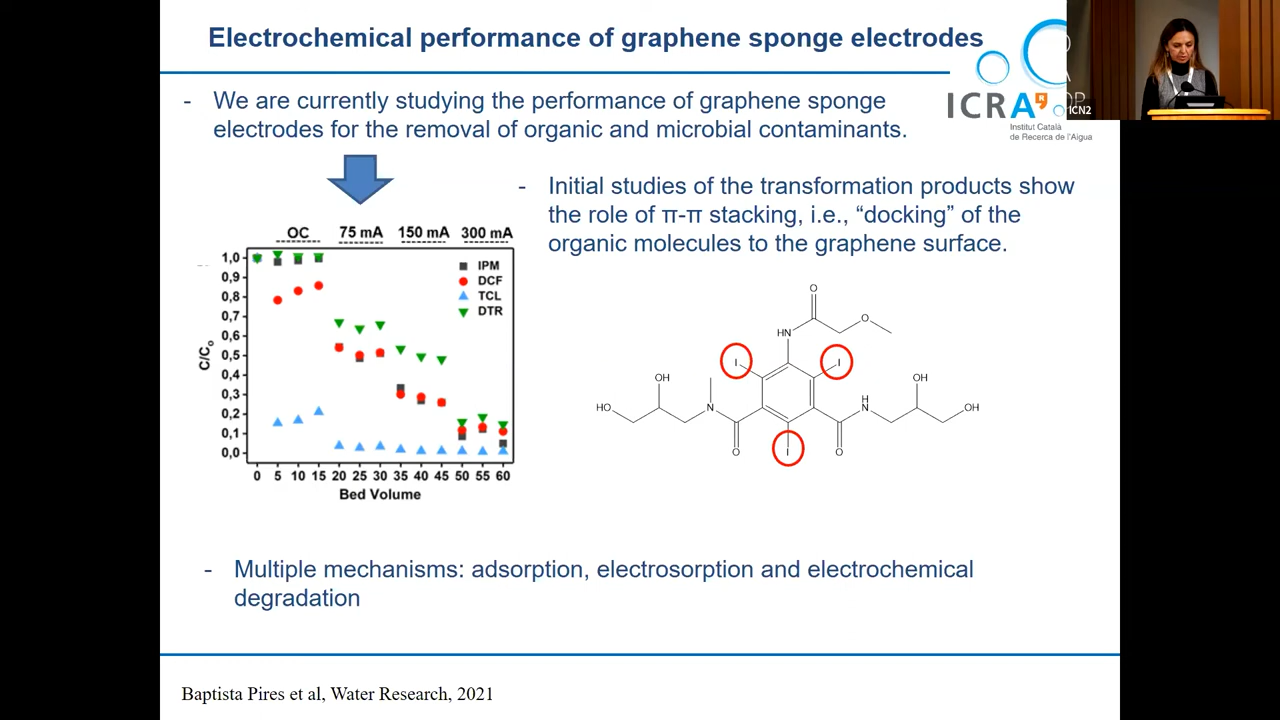 Electrochemical performance of graphene sponge electrodes
- We are currently studying the performance of graphene sponge
electrodes for the removal of organic and microbial contaminants.
ICRA
Institut Català
de Recerca de l'Aigua
1CN2
- Initial studies of the transformation products show
the role of π-π stacking, i.e., “docking” of the
organic molecules to the graphene surface.
OC 75 mA 150 mA 300 mA
IPM
DCF
TCL
DTR
1,0
0,9
0,8
0,7
0,6
0,5
0,4
0,3
0,2
0,1
0,0
C/C₀
0 5 10 15 20 25 30 35 40 45 50 55 60
Bed Volume
O
HN
O
I
I
OH
OH
HO
N
H
N
OH
I
O
O
- Multiple mechanisms: adsorption, electrosorption and electrochemical
degradation
Baptista Pires et al, Water Research, 2021